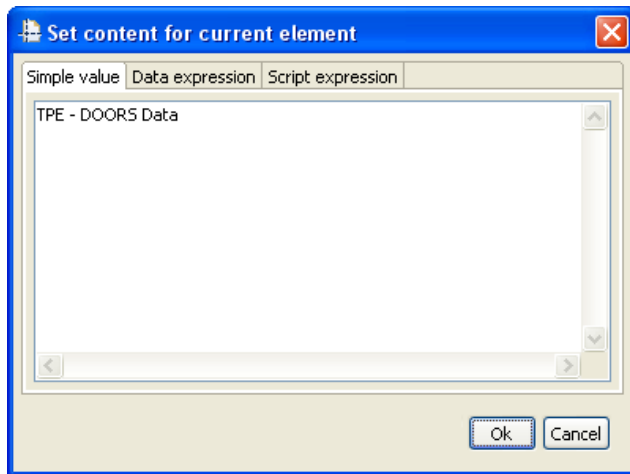 Set content for current element
Simple value Data expression Script expression
TPE - DOORS Data
Ok Cancel